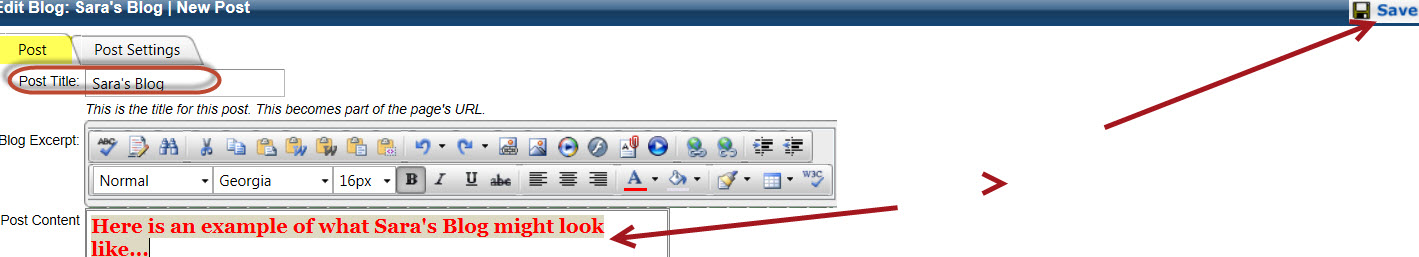 Edit Blog: Sara's Blog | New Post
Save
Post
Post Settings
Post Title:
Sara's Blog
This is the title for this post. This becomes part of the page's URL.
Blog Excerpt:
ABC
Normal
Georgia
16px
B
I
U
abc
A
W3C
Post Content
Here is an example of what Sara's Blog might look
like...
>